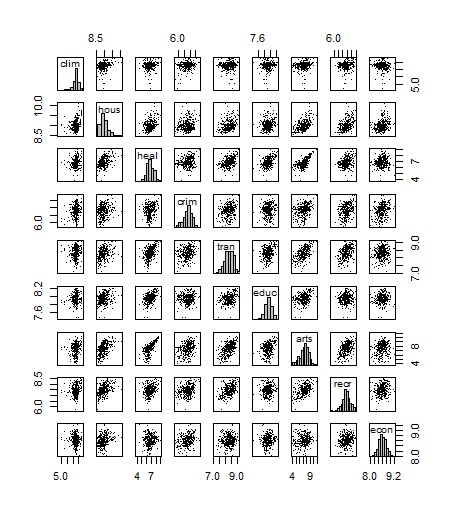 8.5 6.0 7.6 6.0
clim
5.0
hous
8.5 10.0
heal
4 7
crim
6.0
tran
7.0 9.0
educ
7.6 8.2
arts
4 8
recr
6.0 8.5
econ
8.0 9.0
5.0 4 7 7.0 9.0 4 9 8.0 9.2